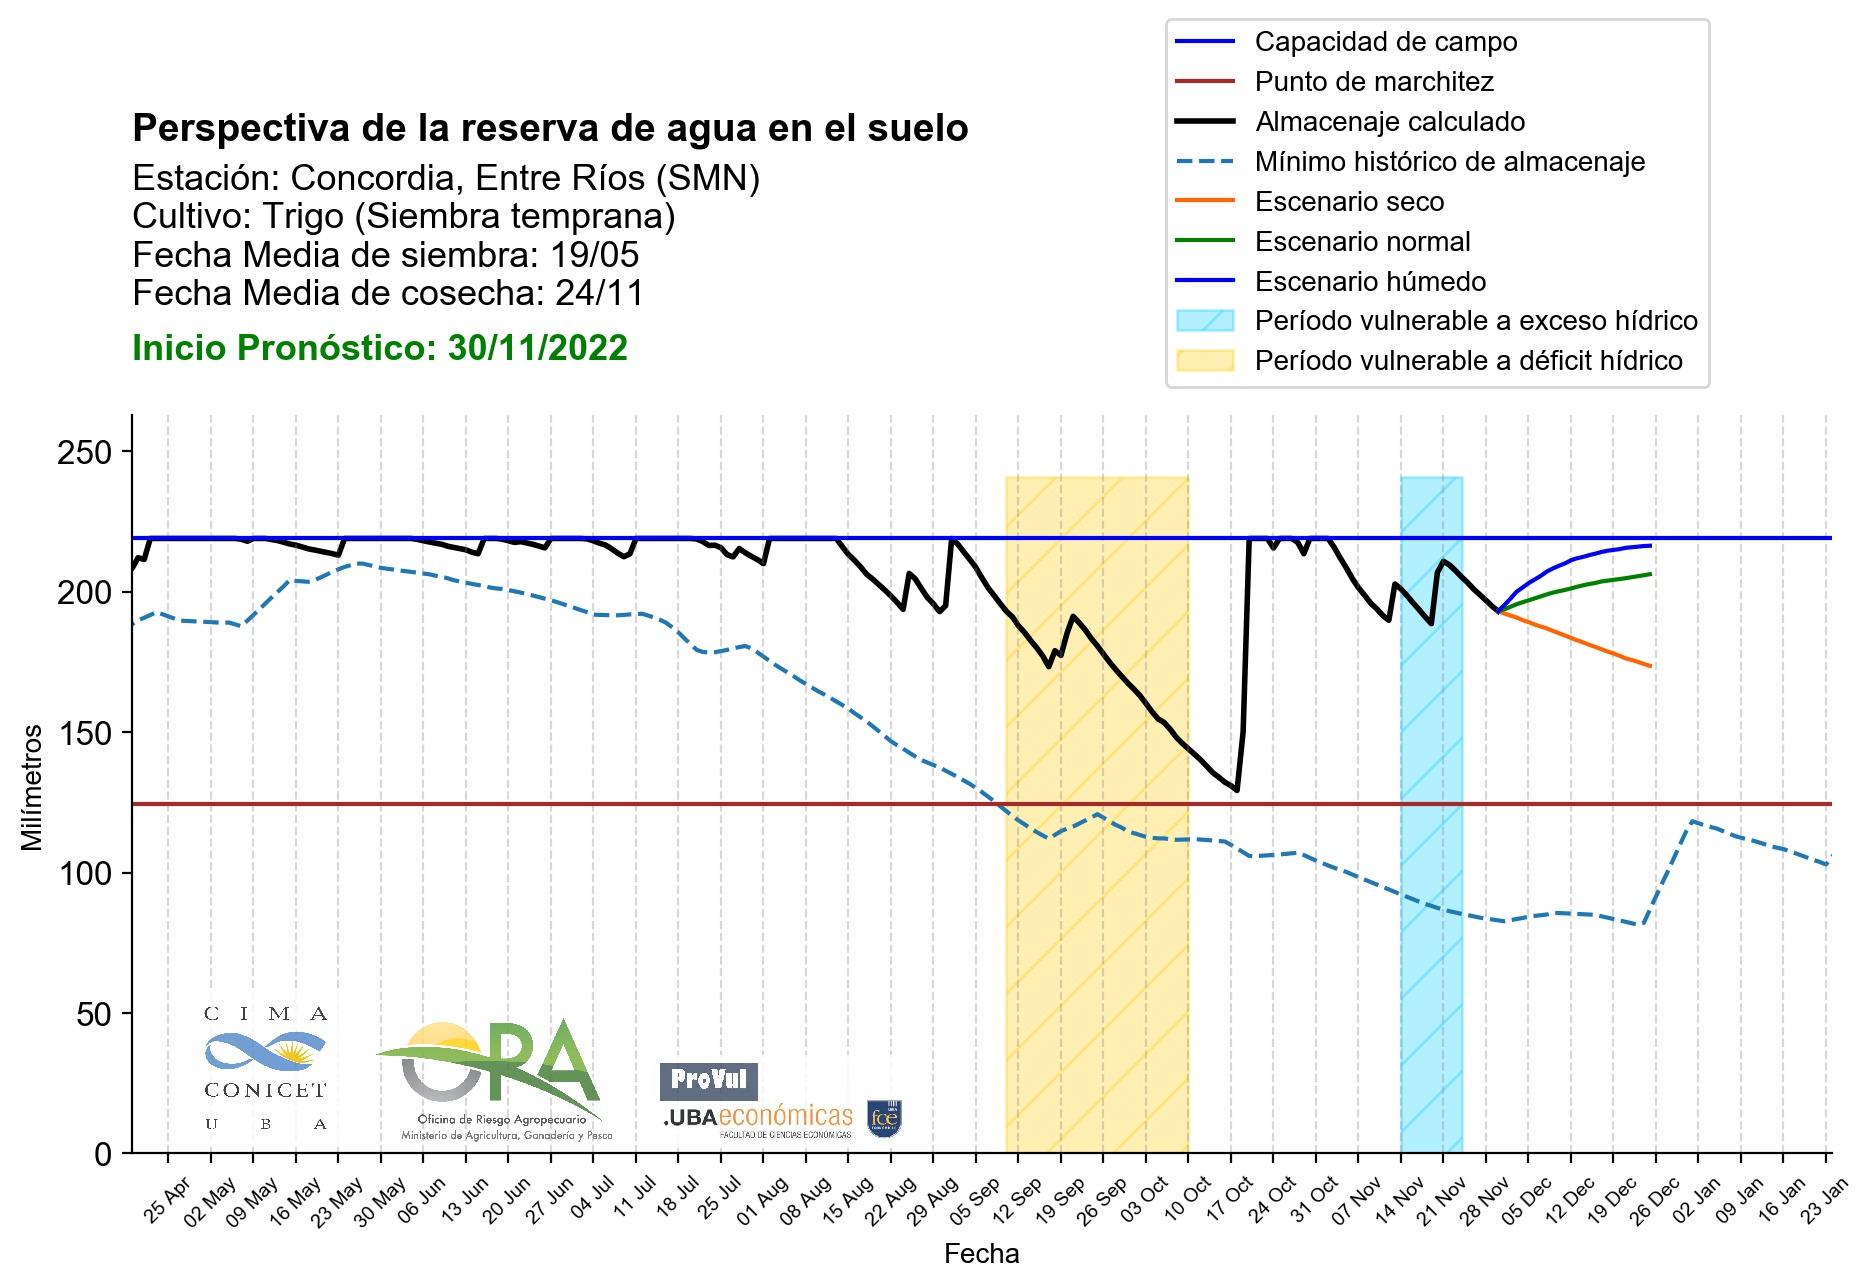 Capacidad de campo
Punto de marchitez
Almacenaje calculado
Mínimo histórico de almacenaje
Escenario seco
Escenario normal
Escenario húmedo
Período vulnerable a exceso hídrico
Período vulnerable a déficit hídrico
Perspectiva de la reserva de agua en el suelo
Estación: Concordia, Entre Ríos (SMN)
Cultivo: Trigo (Siembra temprana)
Fecha Media de siembra: 19/05
Fecha Media de cosecha: 24/11
Inicio Pronóstico: 30/11/2022
250
200
150
100
50
0
Milímetros
CIMA
CONICET
UBA
ORA
Oficina de Riesgo Agropecuario
Ministerio de Agricultura, Ganadería y Pesca
ProVul
.UBAeconómicas
FACULTAD DE CIENCIAS ECONÓMICAS
fce
25 Apr
02 May
09 May
16 May
23 May
30 May
06 Jun
13 Jun
20 Jun
27 Jun
04 Jul
11 Jul
18 Jul
25 Jul
01 Aug
08 Aug
15 Aug
22 Aug
29 Aug
05 Sep
12 Sep
19 Sep
26 Sep
03 Oct
10 Oct
17 Oct
24 Oct
31 Oct
07 Nov
14 Nov
21 Nov
28 Nov
05 Dec
12 Dec
19 Dec
26 Dec
02 Jan
09 Jan
16 Jan
23 Jan
Fecha